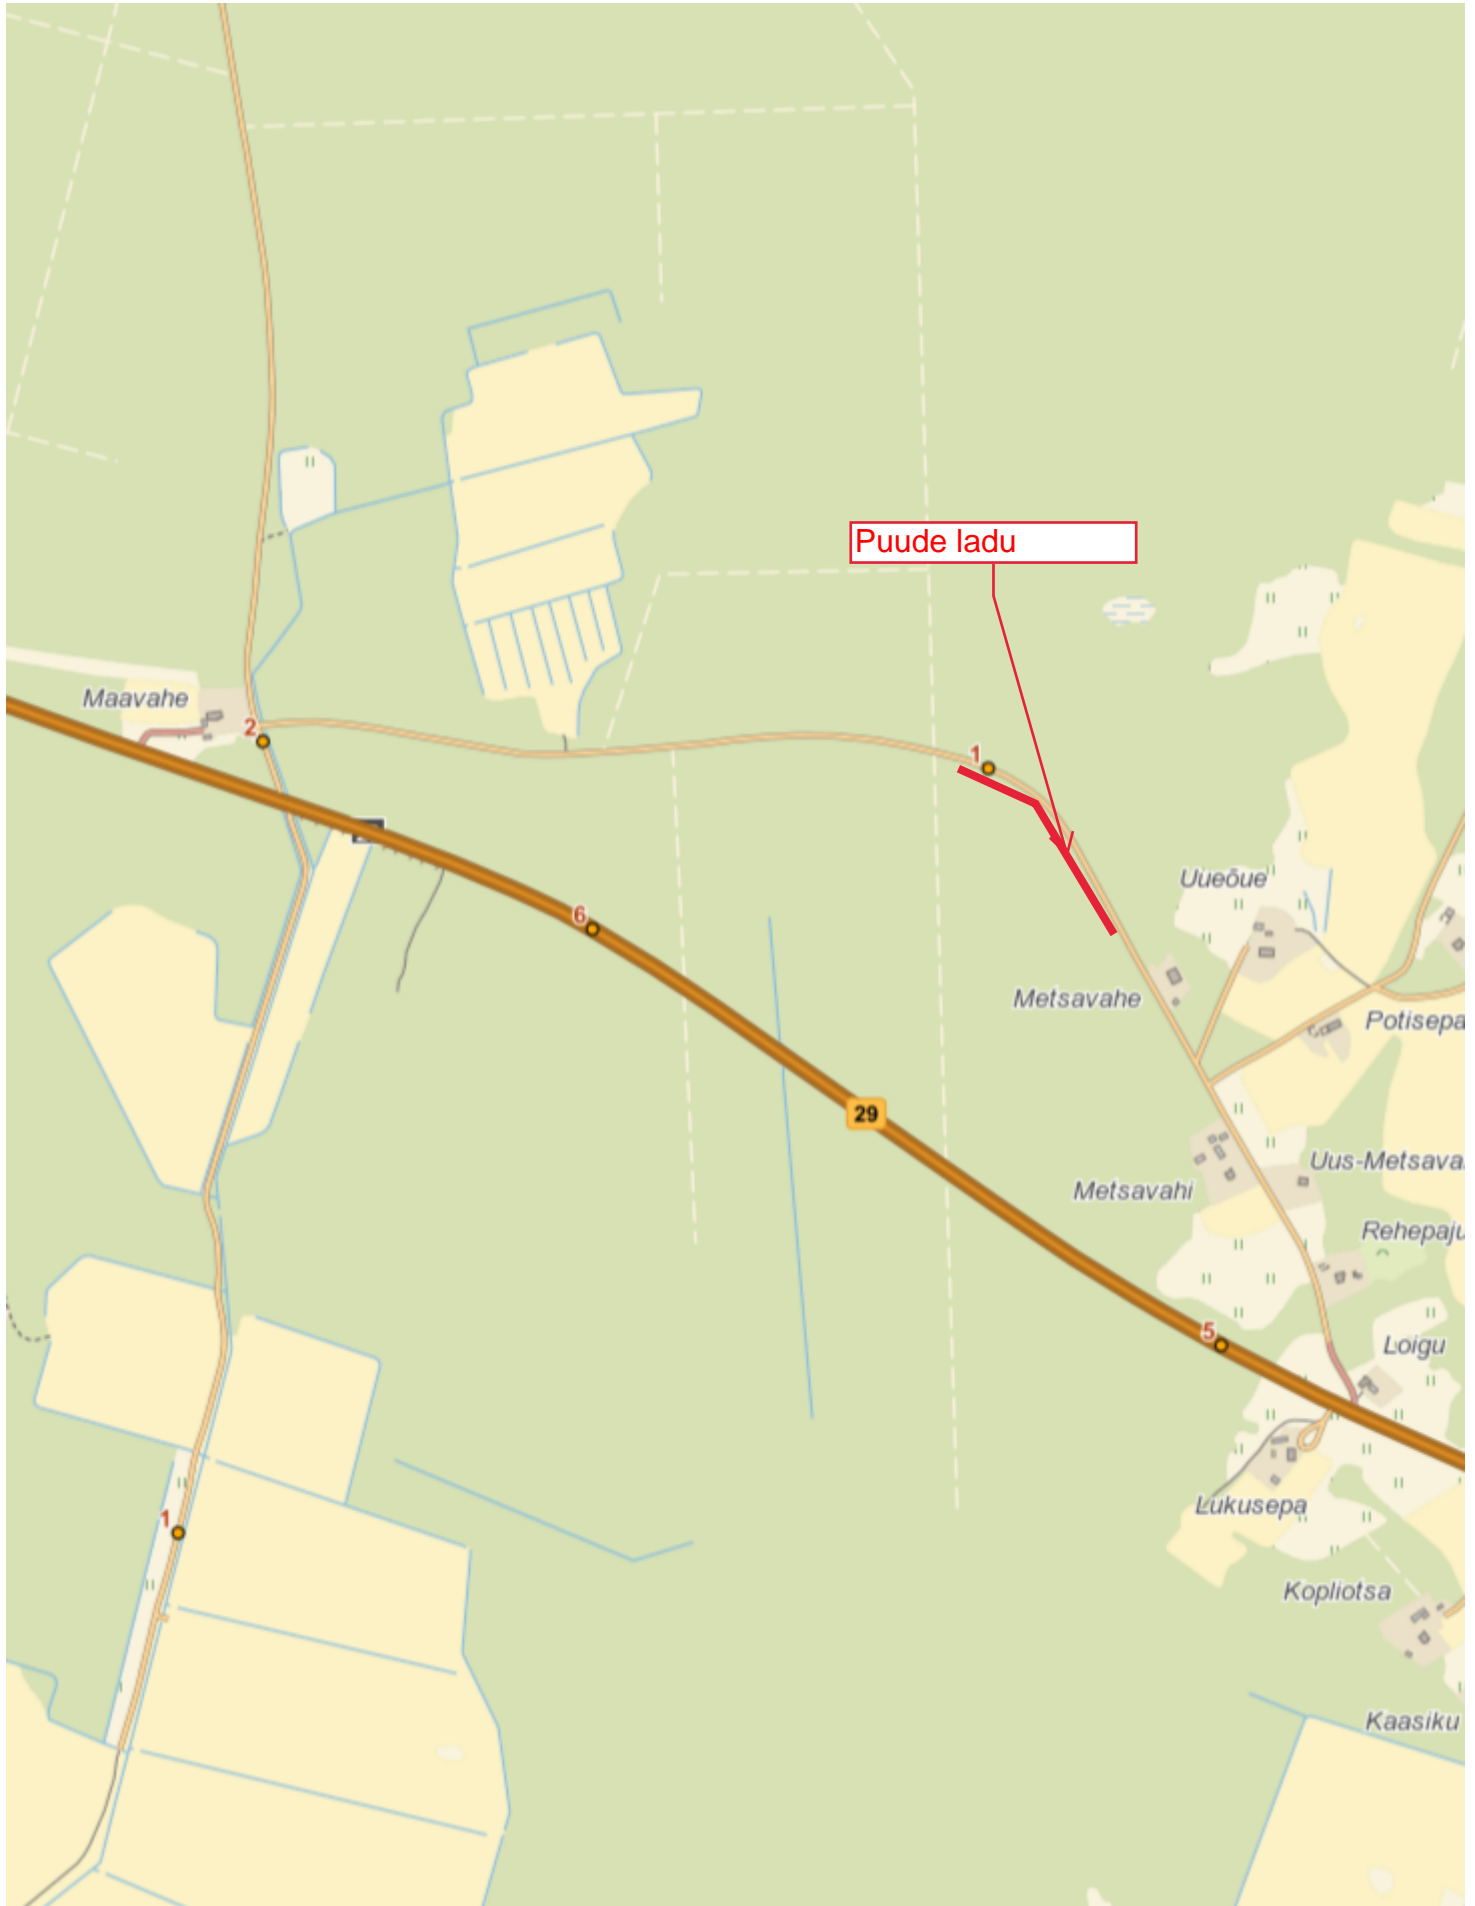 Puude ladu
Maavahe
2
1
Uueõue
6
Metsavahe
Potisepa
29
Uus-Metsava
Metsavahi
Rehepaju
5
Loigu
Lukusepa
1
Kopliotsa
Kaasiku